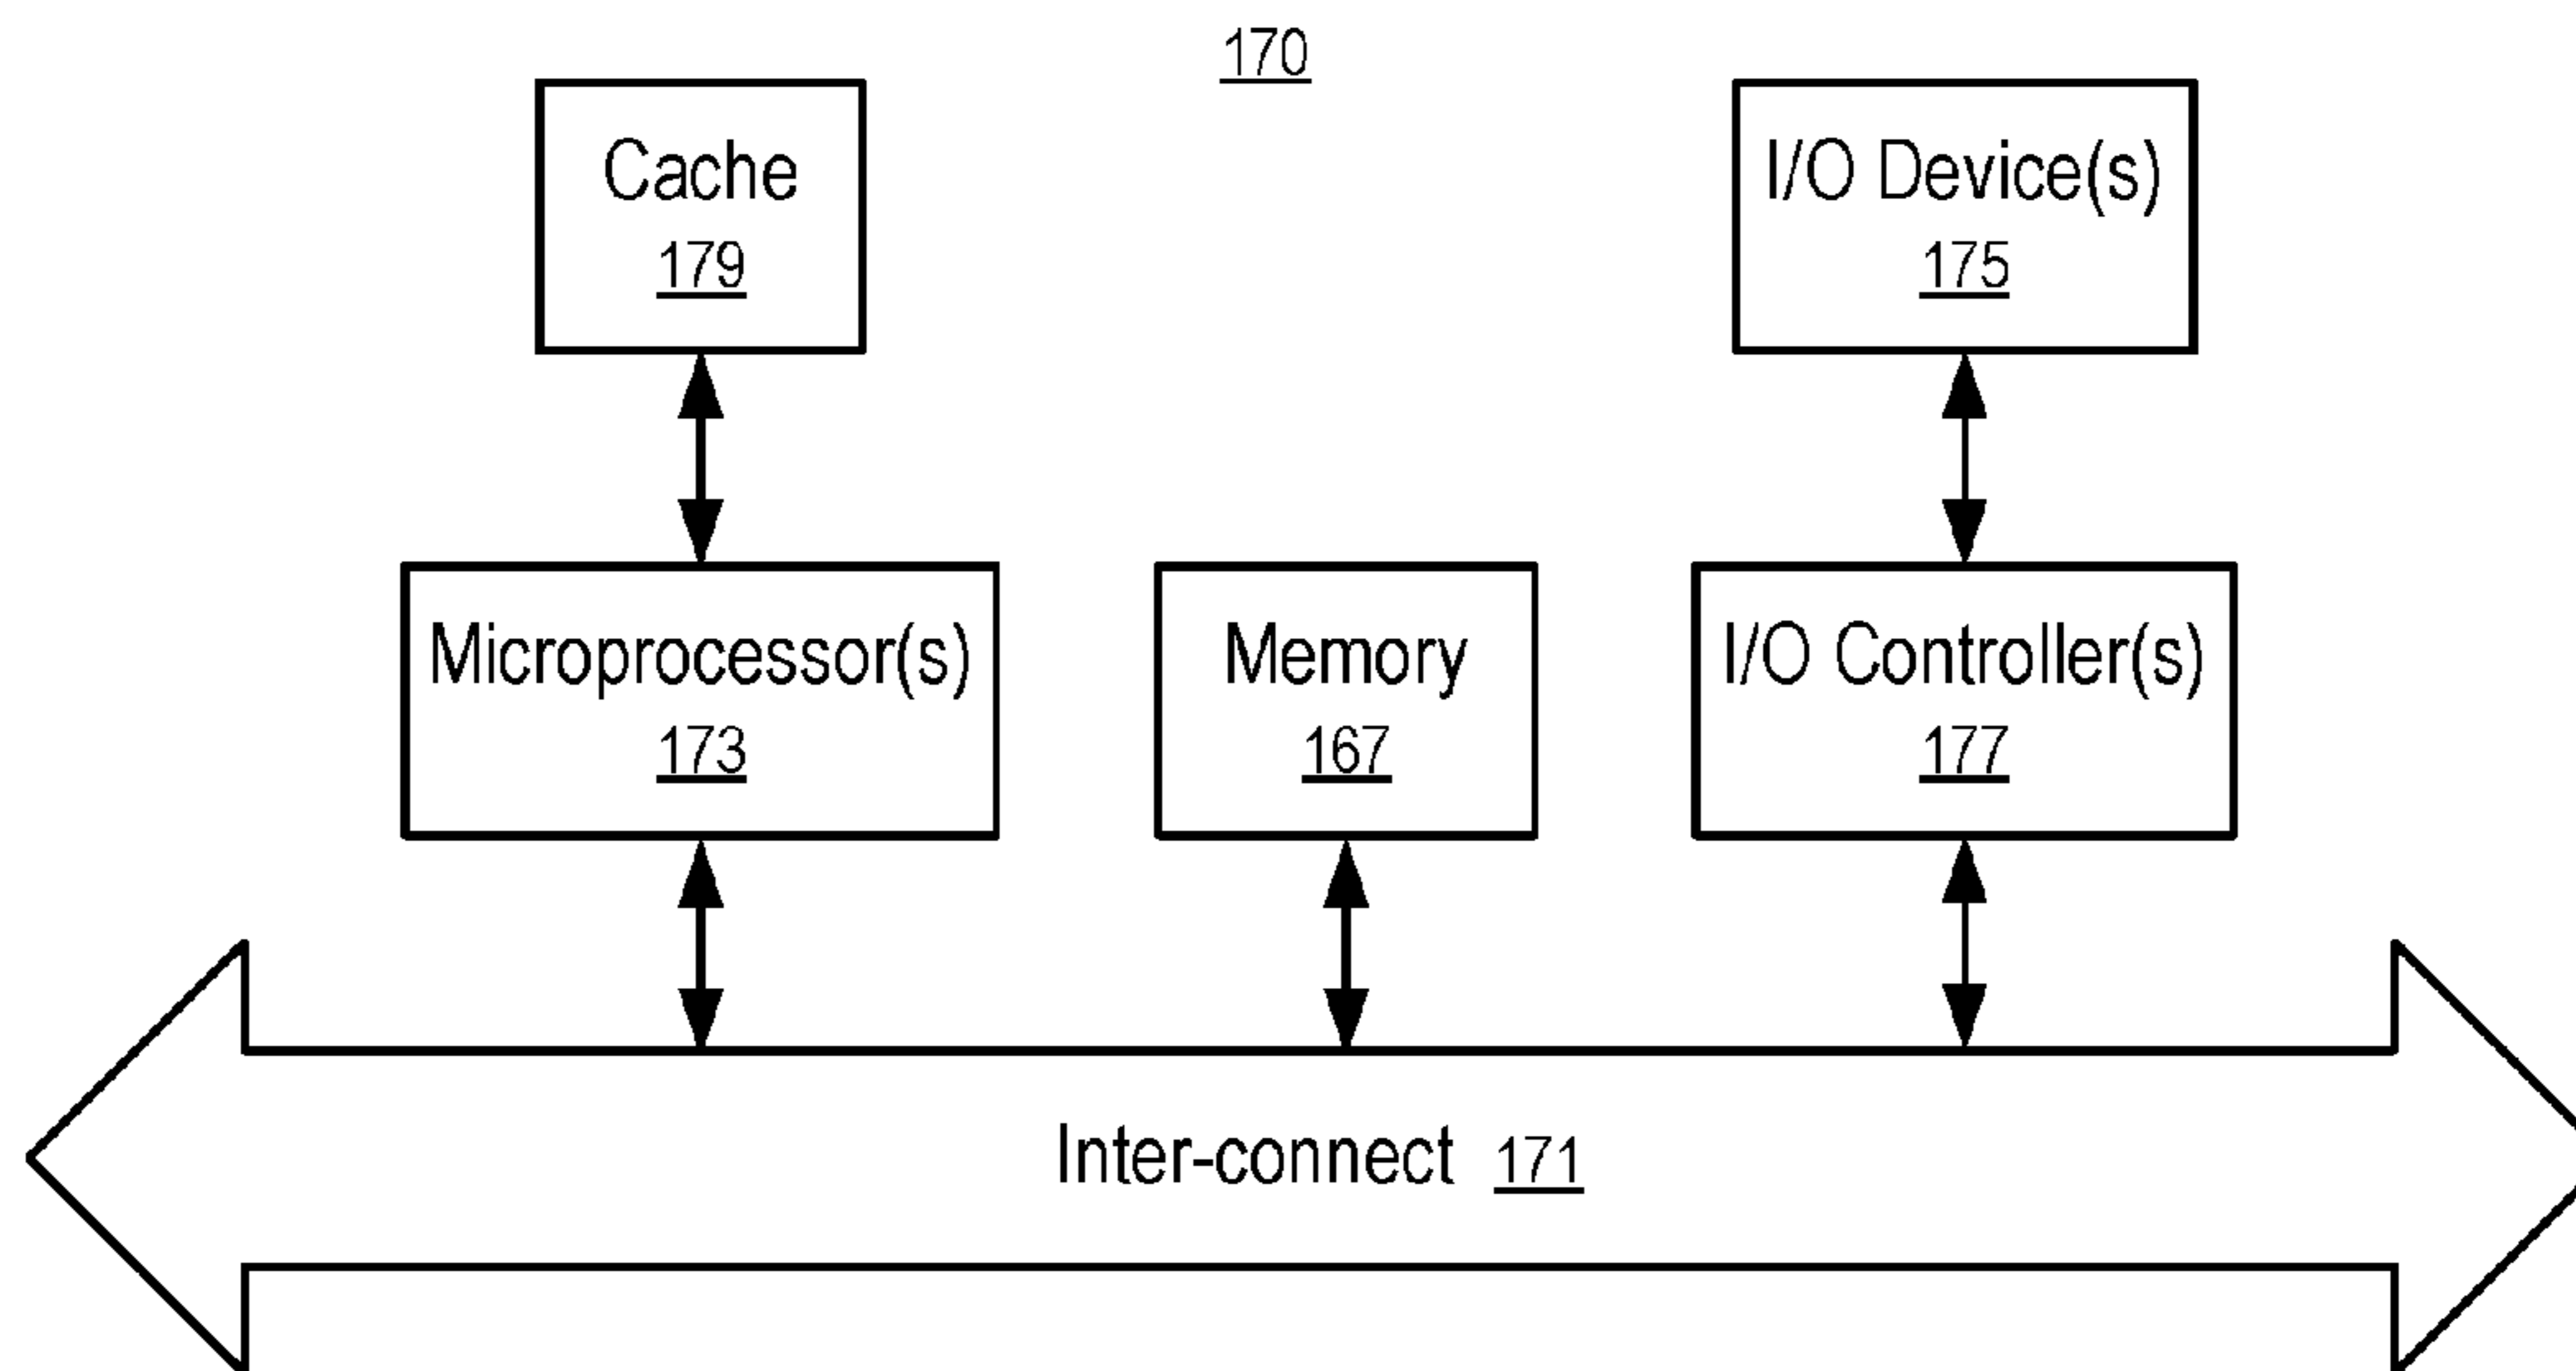 170
Cache
179
I/O Device(s)
175
Microprocessor(s)
173
Memory
167
I/O Controller(s)
177
Inter-connect 171